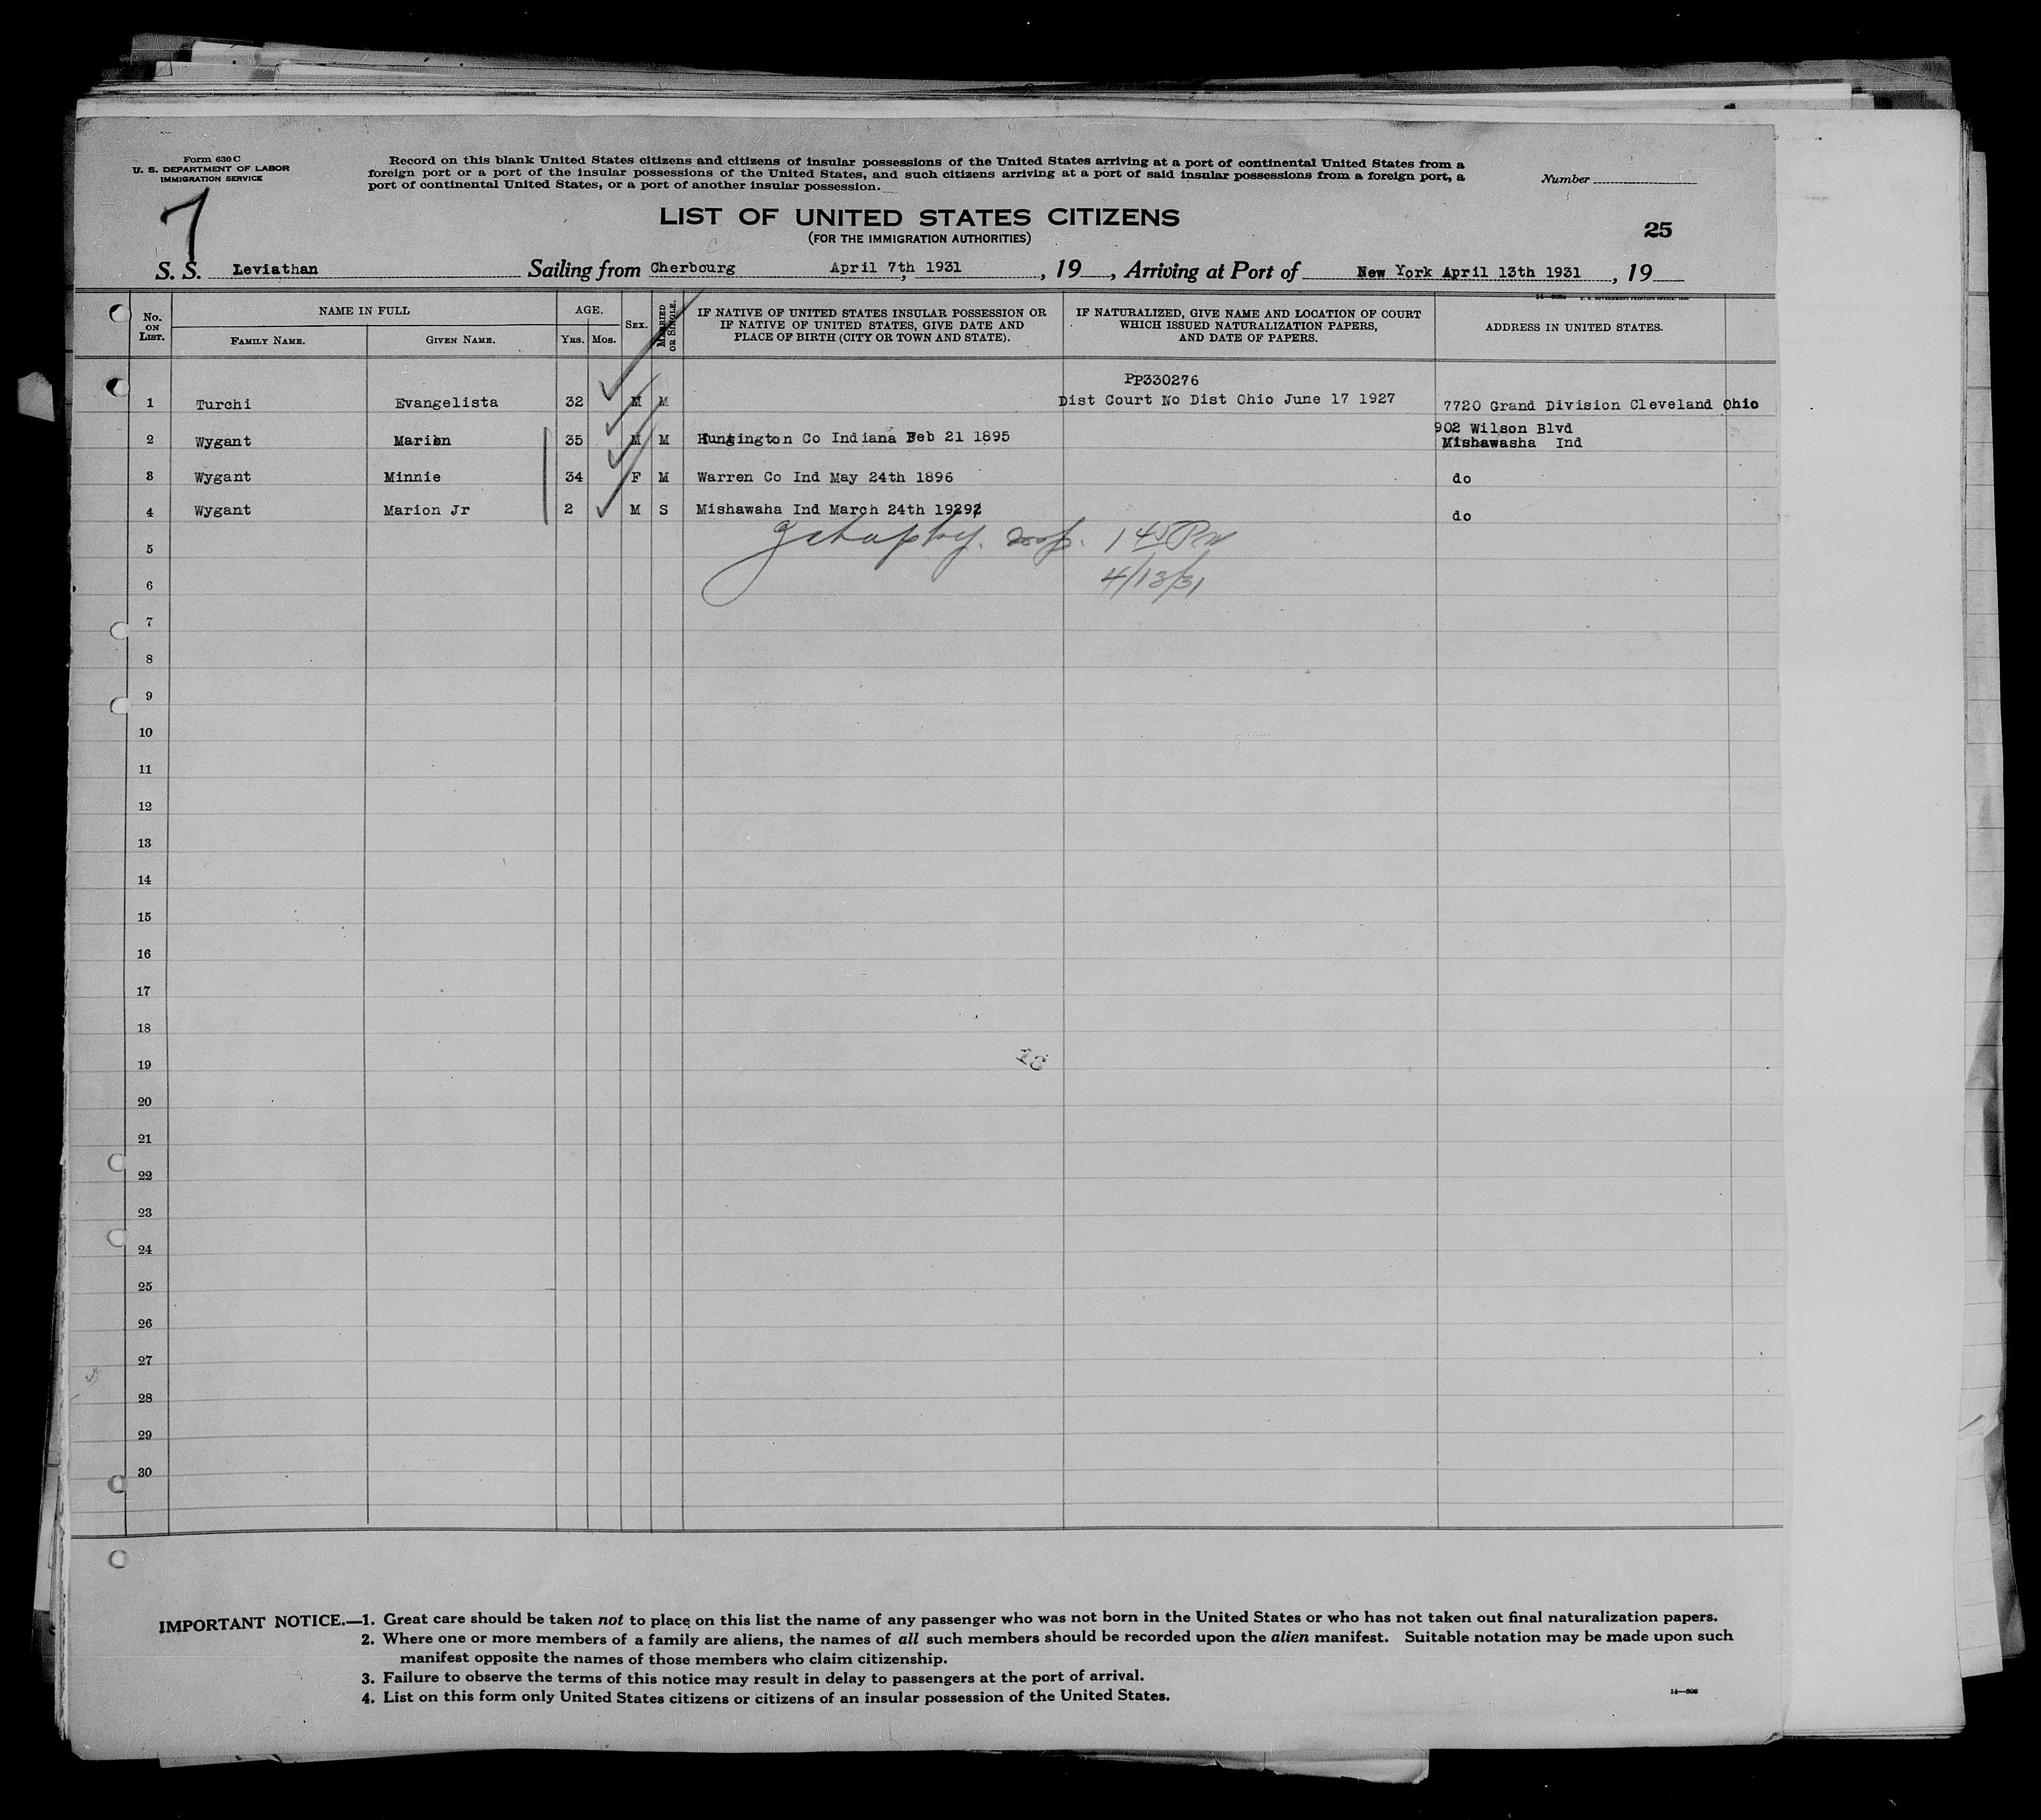 Form 630 C
U. S. DEPARTMENT OF LABOR
IMMIGRATION SERVICE
Record on this blank United States citizens and citizens of insular possessions of the United States arriving at a port of continental United States from a
foreign port or a port of the insular possessions of the United States, and such citizens arriving at a port of said insular possessions from a foreign port, a
port of continental United States, or a port of another insular possession.
Number
7
LIST OF UNITED STATES CITIZENS
(FOR THE IMMIGRATION AUTHORITIES)
25
S. S. Leviathan Sailing from Cherbourg April 7th, 1931, 19 , Arriving at Port of New York April 13th 1931, 19
No. ON LIST. NAME IN FULL FAMILY NAME. GIVEN NAME. AGE. YRS. MOS. SEX. MARRIED OR SINGLE. IF NATIVE OF UNITED STATES INSULAR POSSESSION OR IF NATIVE OF UNITED STATES, GIVE DATE AND PLACE OF BIRTH (CITY OR TOWN AND STATE). IF NATURALIZED, GIVE NAME AND LOCATION OF COURT WHICH ISSUED NATURALIZATION PAPERS, AND DATE OF PAPERS. ADDRESS IN UNITED STATES.
PP330276
1 Turchi Evangelista 32 M M Dist Court No Dist Ohio June 17 1927 7720 Grand Division Cleveland Ohio
902 Wilson Blvd
2 Wygant Marion 35 M M Huntington Co Indiana Feb 21 1895 Mishawasha Ind
3 Wygant Minnie 34 F M Warren Co Ind May 24th 1896 do
4 Wygant Marion Jr 2 M S Mishawaha Ind March 24th 1929 do
1 45 PM
5
4/13/31
6
7
8
9
10
11
12
13
14
15
16
17
18
19
20
21
22
23
24
25
26
27
28
29
30
IMPORTANT NOTICE.—1. Great care should be taken not to place on this list the name of any passenger who was not born in the United States or who has not taken out final naturalization papers.
2. Where one or more members of a family are aliens, the names of all such members should be recorded upon the alien manifest. Suitable notation may be made upon such
manifest opposite the names of those members who claim citizenship.
3. Failure to observe the terms of this notice may result in delay to passengers at the port of arrival.
4. List on this form only United States citizens or citizens of an insular possession of the United States.